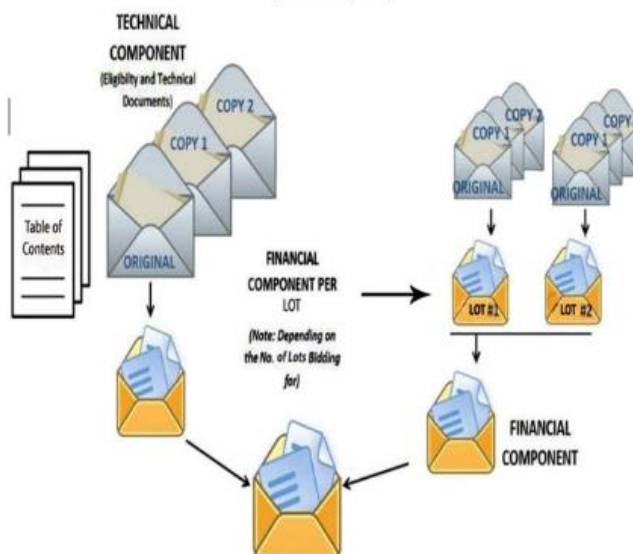 TECHNICAL
COMPONENT
(Eligibility and Technical
Documents)
COPY 2
COPY 1
ORIGINAL
Table of
Contents
FINANCIAL
COMPONENT PER
LOT
(Note: Depending on
the No. of Lots Bidding
for)
COPY 2
COPY 1
ORIGINAL
COPY
COPY 1
ORIGINAL
LOT #1
LOT #2
FINANCIAL
COMPONENT